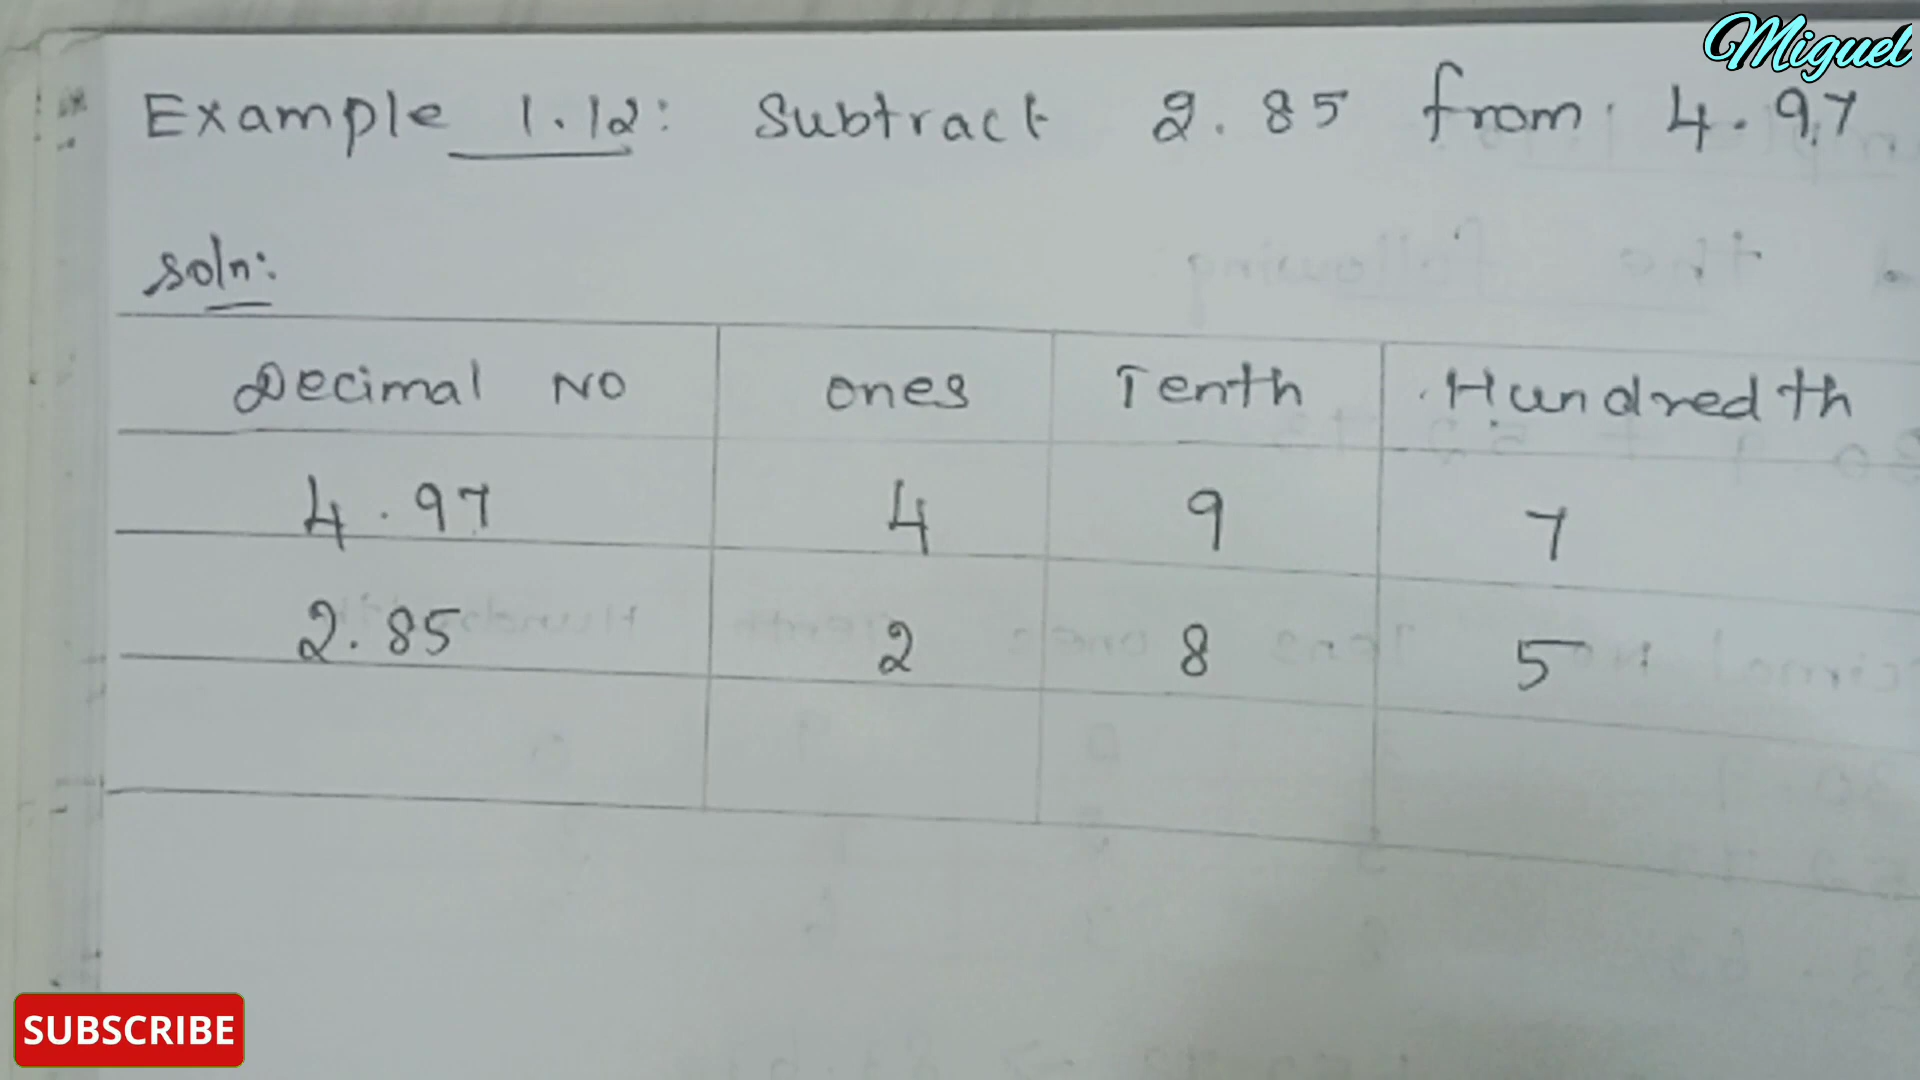 Miguel
Example 1.12: Subtract 2.85 from 4.97
Soln:
Decimal NO ones Tenth Hundredth
4.97 4 9 7
2.85 2 8 5
SUBSCRIBE